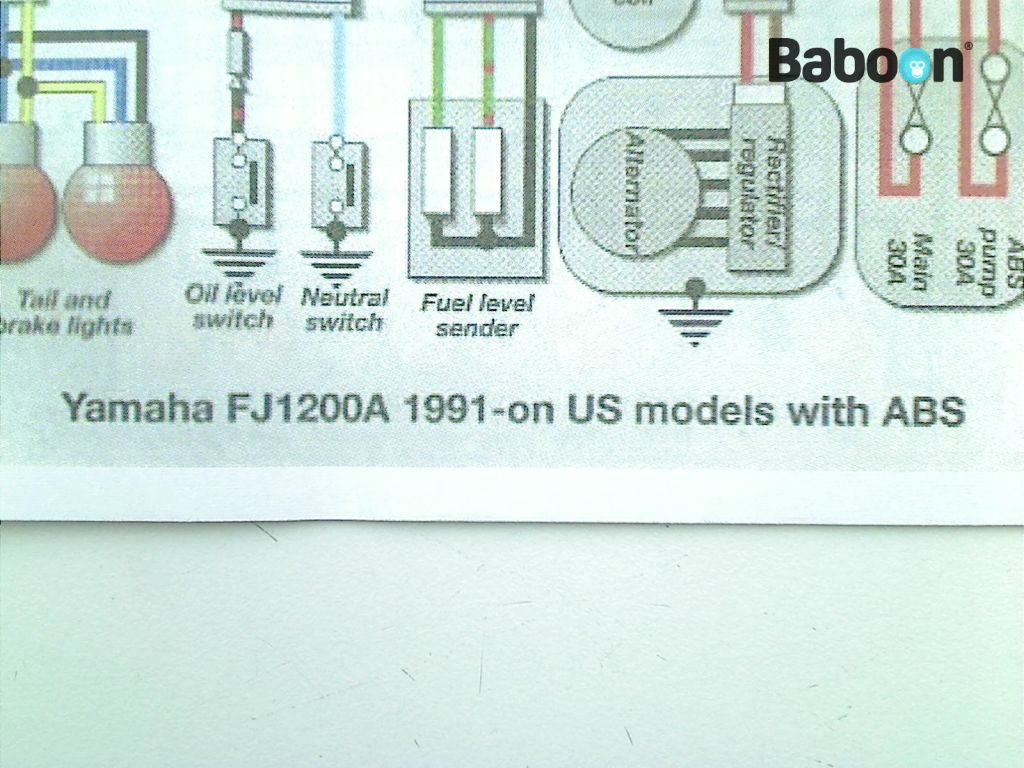 coil
Baboon®
Alternator
Rectifier/
regulator
Main
30A
ABS
pump
30A
Tail and
brake lights
Oil level
switch
Neutral
switch
Fuel level
sender
Yamaha FJ1200A 1991-on US models with ABS